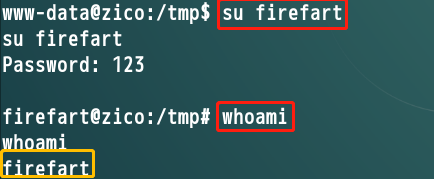 www-data@zico:/tmp$ su firefart
su firefart
Password: 123
firefart@zico:/tmp# whoami
whoami
firefart